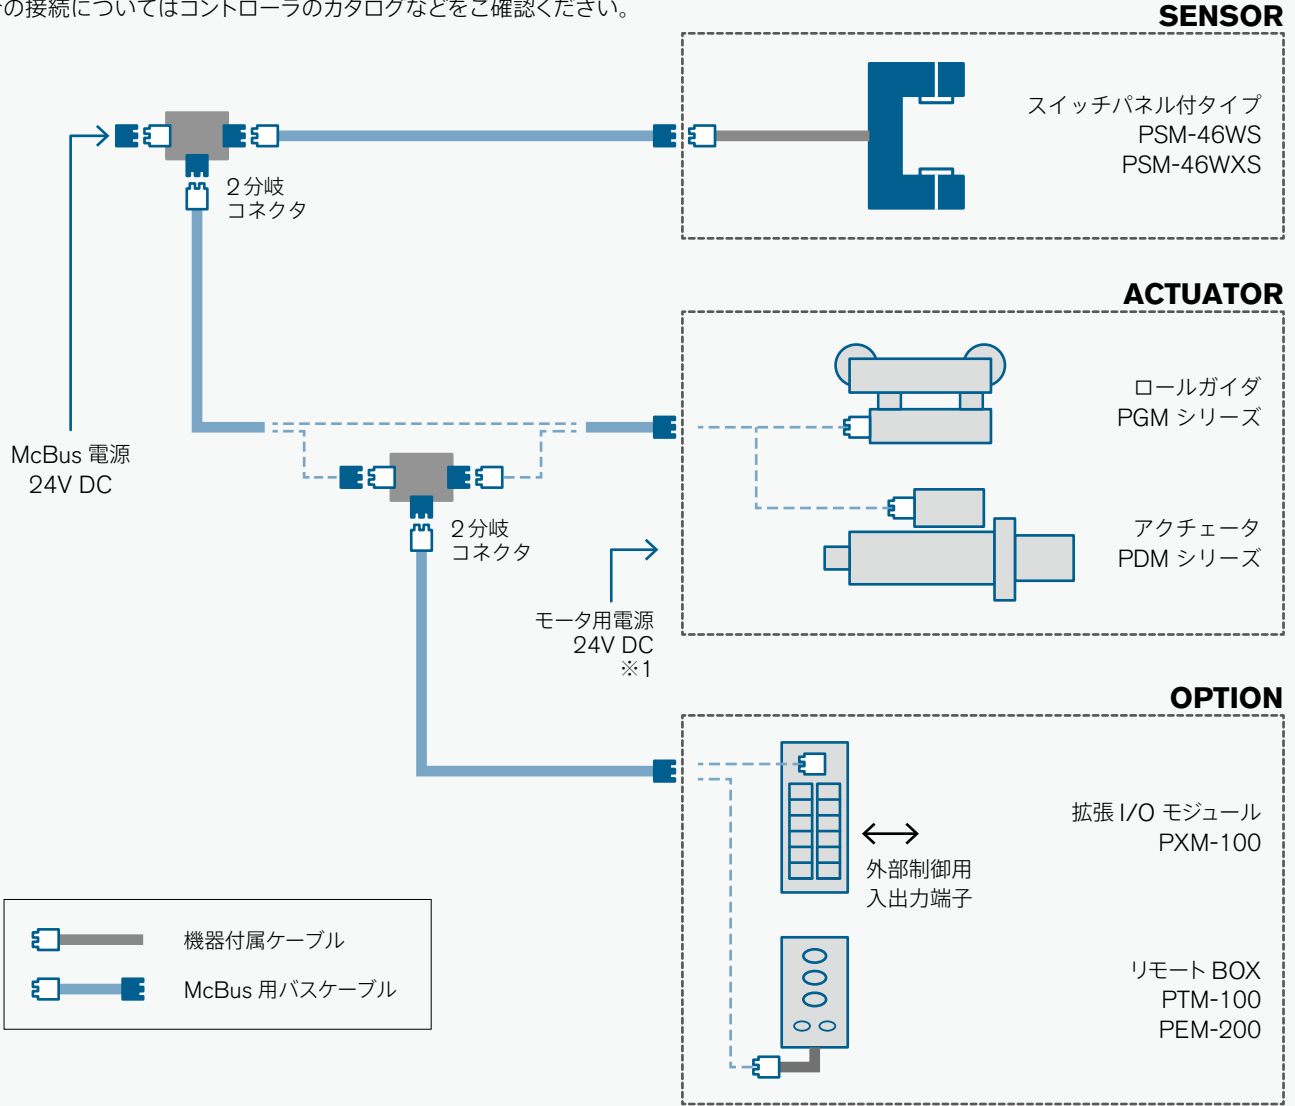 の接続についてはコントローラのカタログなどをご確認ください。
SENSOR
スイッチパネル付タイプ
PSM-46WS
PSM-46WXS
2分岐
コネクタ
ACTUATOR
ロールガイダ
PGM シリーズ
McBus 電源
24V DC
2分岐
コネクタ
アクチェータ
PDM シリーズ
モータ用電源
24V DC
※1
OPTION
拡張 I/O モジュール
PXM-100
外部制御用
入出力端子
機器付属ケーブル
McBus 用バスケーブル
リモート BOX
PTM-100
PEM-200